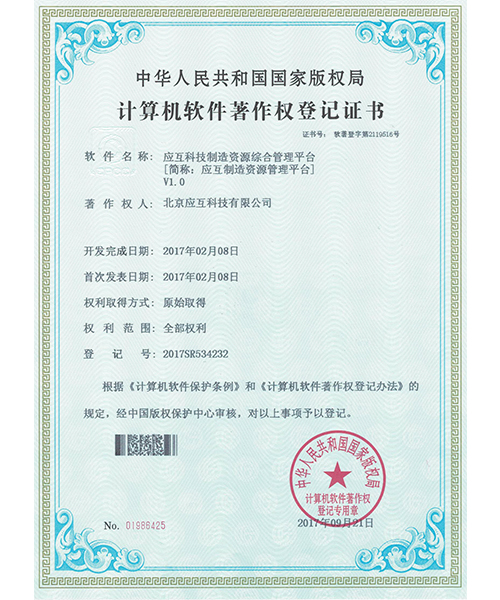 中华人民共和国国家版权局
计算机软件著作权登记证书
证书号： 软著登字第2119516号
软件名称： 应互科技制造资源综合管理平台
[简称：应互制造资源管理平台]
V1.0
著作权人： 北京应互科技有限公司
开发完成日期： 2017年02月08日
首次发表日期： 2017年02月08日
权利取得方式： 原始取得
权利范围： 全部权利
登记号： 2017SR534232
根据《计算机软件保护条例》和《计算机软件著作权登记办法》的
规定，经中国版权保护中心审核，对以上事项予以登记。
中华人民共和国国家版权局
计算机软件著作权
登记专用章
No. 01986425
2017年09月21日